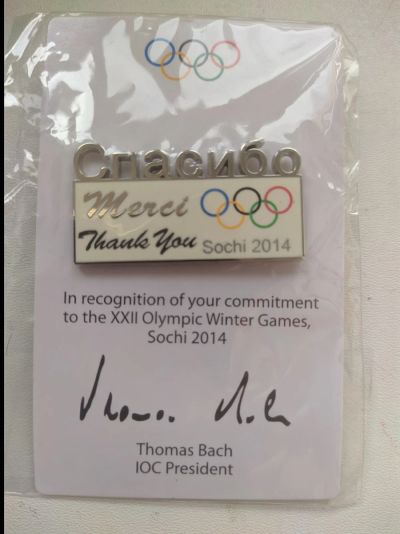 Спасибо
Merci
Thank You Sochi 2014
In recognition of your commitment
to the XXII Olympic Winter Games,
Sochi 2014
Thomas Bach
IOC President